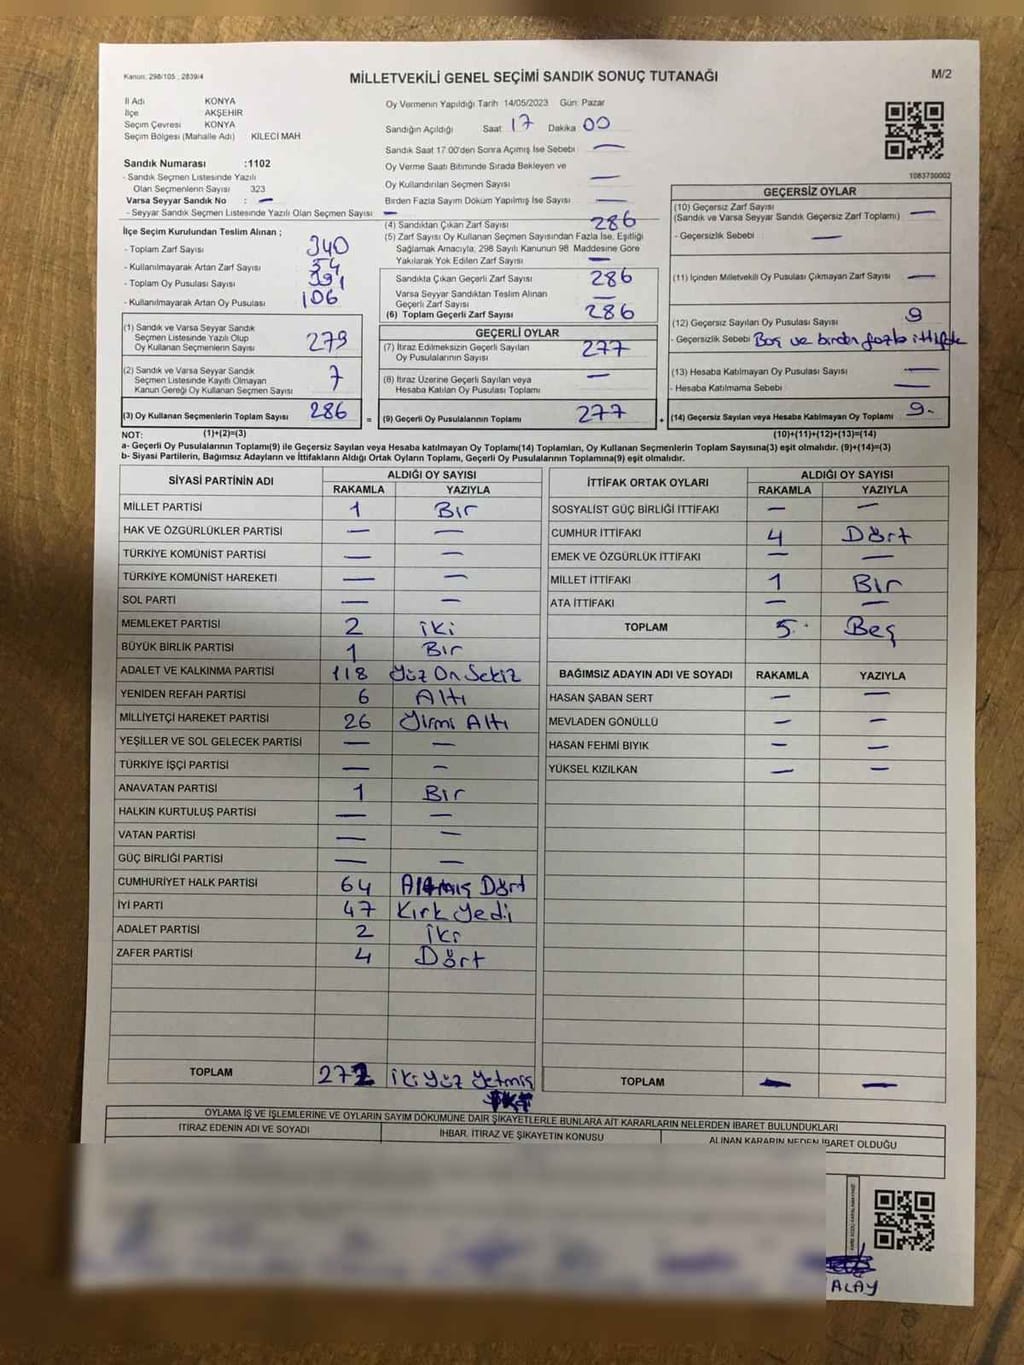 Kanun: 298/105 ; 2839/4
MİLLETVEKİLİ GENEL SEÇİMİ SANDIK SONUÇ TUTANAĞI
M/2
İl Adı KONYA
İlçe AKŞEHİR
Seçim Çevresi KONYA
Seçim Bölgesi (Mahalle Adı) KİLECİ MAH
Sandık Numarası :1102
- Sandık Seçmen Listesinde Yazılı
Olan Seçmenlerin Sayısı 323
Varsa Seyyar Sandık No : —
- Seyyar Sandık Seçmen Listesinde Yazılı Olan Seçmen Sayısı : —
Oy Vermenin Yapıldığı Tarih 14/05/2023 Gün: Pazar
Sandığın Açıldığı Saat 17 Dakika 00
Sandık Saat 17:00'den Sonra Açımış İse Sebebi —
Oy Verme Saati Bitiminde Sırada Bekleyen ve
Oy Kullandırılan Seçmen Sayısı —
Birden Fazla Sayım Döküm Yapılmış İse Sayısı —
1083700002
İlçe Seçim Kurulundan Teslim Alınan ;
- Toplam Zarf Sayısı 340
- Kullanılmayarak Artan Zarf Sayısı 54
- Toplam Oy Pusulası Sayısı 391
- Kullanılmayarak Artan Oy Pusulası 106
(1) Sandık ve Varsa Seyyar Sandık
Seçmen Listesinde Yazılı Olup
Oy Kullanan Seçmenlerin Sayısı 279
(2) Sandık ve Varsa Seyyar Sandık
Seçmen Listesinde Kayıtlı Olmayan
Kanun Gereği Oy Kullanan Seçmen Sayısı 7
(3) Oy Kullanan Seçmenlerin Toplam Sayısı 286 =
(4) Sandıktan Çıkan Zarf Sayısı 286
(5) Zarf Sayısı Oy Kullanan Seçmen Sayısından Fazla İse, Eşitliği
Sağlamak Amacıyla, 298 Sayılı Kanunun 98. Maddesine Göre
Yakılarak Yok Edilen Zarf Sayısı —
Sandıkta Çıkan Geçerli Zarf Sayısı 286
Varsa Seyyar Sandıktan Teslim Alınan
Geçerli Zarf Sayısı —
(6) Toplam Geçerli Zarf Sayısı 286
GEÇERLİ OYLAR
(7) İtiraz Edilmeksizin Geçerli Sayılan
Oy Pusulalarının Sayısı 277
(8) İtiraz Üzerine Geçerli Sayılan veya
Hesaba Katılan Oy Pusulası Toplamı —
(9) Geçerli Oy Pusulalarının Toplamı 277 +
GEÇERSİZ OYLAR
(10) Geçersiz Zarf Sayısı
(Sandık ve Varsa Seyyar Sandık Geçersiz Zarf Toplamı) —
- Geçersizlik Sebebi —
(11) İçinden Milletvekili Oy Pusulası Çıkmayan Zarf Sayısı —
(12) Geçersiz Sayılan Oy Pusulası Sayısı 9
- Geçersizlik Sebebi Boş ve birden fazla ittifak
(13) Hesaba Katılmayan Oy Pusulası Sayısı —
- Hesaba Katılmama Sebebi —
(14) Geçersiz Sayılan veya Hesaba Katılmayan Oy Toplamı 9-
NOT: (1)+(2)=(3) (10)+(11)+(12)+(13)=(14)
a- Geçerli Oy Pusulalarının Toplamı(9) ile Geçersiz Sayılan veya Hesaba katılmayan Oy Toplamı(14) Toplamları, Oy Kullanan Seçmenlerin Toplam Sayısına(3) eşit olmalıdır. (9)+(14)=(3)
b- Siyasi Partilerin, Bağımsız Adayların ve İttifakların Aldığı Ortak Oyların Toplamı, Geçerli Oy Pusulalarının Toplamına(9) eşit olmalıdır.
SİYASİ PARTİNİN ADI ALDIĞI OY SAYISI
RAKAMLA YAZIYLA
MİLLET PARTİSİ 1 Bir
HAK VE ÖZGÜRLÜKLER PARTİSİ — —
TÜRKİYE KOMÜNİST PARTİSİ — —
TÜRKİYE KOMÜNİST HAREKETİ — —
SOL PARTİ — —
MEMLEKET PARTİSİ 2 iki
BÜYÜK BİRLİK PARTİSİ 1 Bir
ADALET VE KALKINMA PARTİSİ 118 Yüz On Sekiz
YENİDEN REFAH PARTİSİ 6 Altı
MİLLİYETÇİ HAREKET PARTİSİ 26 Yirmi Altı
YEŞİLLER VE SOL GELECEK PARTİSİ — —
TÜRKİYE İŞÇİ PARTİSİ — —
ANAVATAN PARTİSİ 1 Bir
HALKIN KURTULUŞ PARTİSİ — —
VATAN PARTİSİ — —
GÜÇ BİRLİĞİ PARTİSİ — —
CUMHURİYET HALK PARTİSİ 64 Altmış Dört
İYİ PARTİ 47 Kırk Yedi
ADALET PARTİSİ 2 iki
ZAFER PARTİSİ 4 Dört
TOPLAM 272 iki Yüz Yetmiş
İTTİFAK ORTAK OYLARI ALDIĞI OY SAYISI
RAKAMLA YAZIYLA
SOSYALİST GÜÇ BİRLİĞİ İTTİFAKI — —
CUMHUR İTTİFAKI 4 Dört
EMEK VE ÖZGÜRLÜK İTTİFAKI — —
MİLLET İTTİFAKI 1 Bir
ATA İTTİFAKI — —
TOPLAM 5 Beş
BAĞIMSIZ ADAYIN ADI VE SOYADI RAKAMLA YAZIYLA
HASAN ŞABAN SERT — —
MEVLADEN GÖNÜLLÜ — —
HASAN FEHMİ BIYIK — —
YÜKSEL KIZILKAN — —
TOPLAM — —
OYLAMA İŞ VE İŞLEMLERİNE VE OYLARIN SAYIM DÖKÜMÜNE DAİR ŞİKAYETLERLE BUNLARA AİT KARARLARIN NELERDEN İBARET BULUNDUKLARI
İTİRAZ EDENİN ADI VE SOYADI İHBAR, İTİRAZ VE ŞİKAYETİN KONUSU ALINAN KARARIN NEDEN İBARET OLDUĞU
ALAY